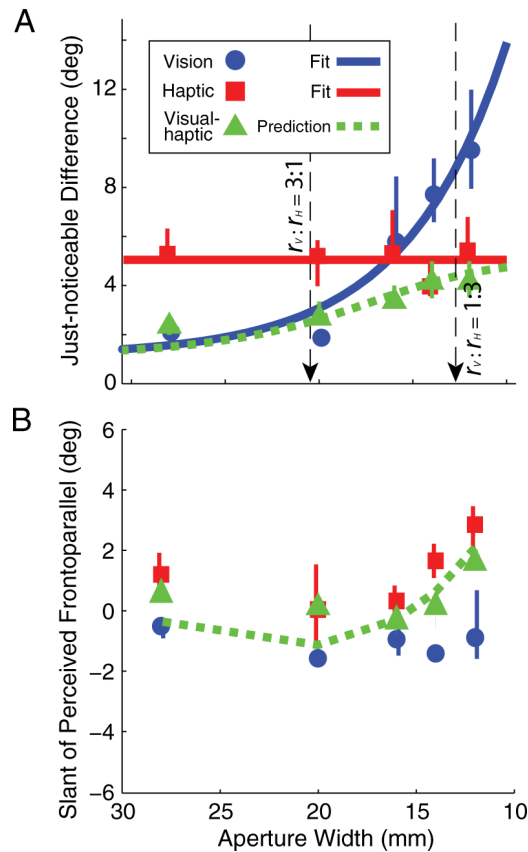 A
Just-noticeable Difference (deg)
12
8
4
0
Vision
Fit
Haptic
Fit
Visual-
haptic
Prediction
rV : rH = 3:1
rV : rH = 1:3
B
Slant of Perceived Frontoparallel (deg)
6
4
2
0
−2
−4
−6
30
20
10
Aperture Width (mm)